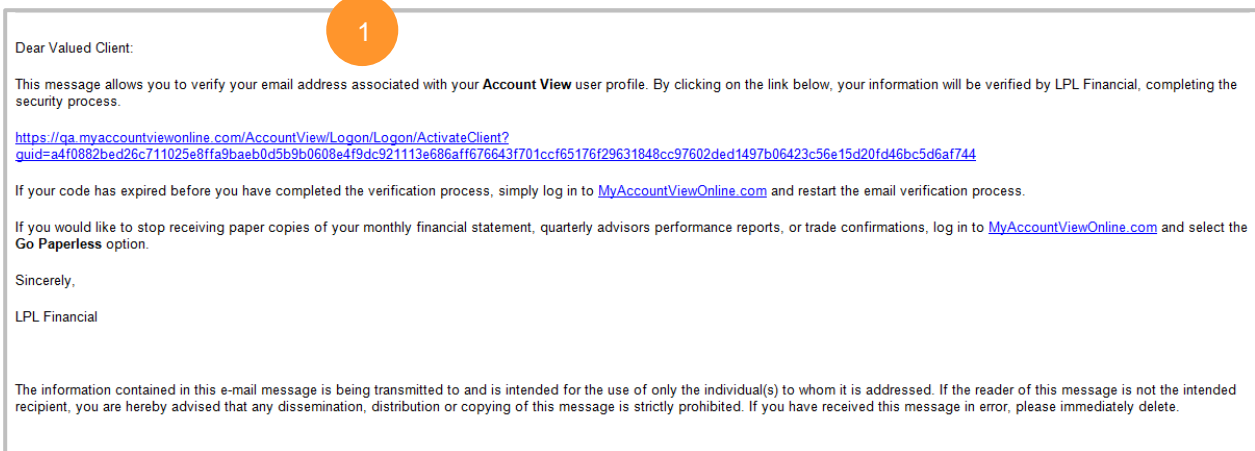 1
Dear Valued Client:
This message allows you to verify your email address associated with your Account View user profile. By clicking on the link below, your information will be verified by LPL Financial, completing the
security process.
https://qa.myaccountviewonline.com/AccountView/Logon/Logon/ActivateClient?
guid=a4f0882bed26c711025e8ffa9baeb0d5b9b0608e4f9dc921113e686aff676643f701ccf65176f29631848cc97602ded1497b06423c56e15d20fd46bc5d6af744
If your code has expired before you have completed the verification process, simply log in to MyAccountViewOnline.com and restart the email verification process.
If you would like to stop receiving paper copies of your monthly financial statement, quarterly advisors performance reports, or trade confirmations, log in to MyAccountViewOnline.com and select the
Go Paperless option.
Sincerely,
LPL Financial
The information contained in this e-mail message is being transmitted to and is intended for the use of only the individual(s) to whom it is addressed. If the reader of this message is not the intended
recipient, you are hereby advised that any dissemination, distribution or copying of this message is strictly prohibited. If you have received this message in error, please immediately delete.